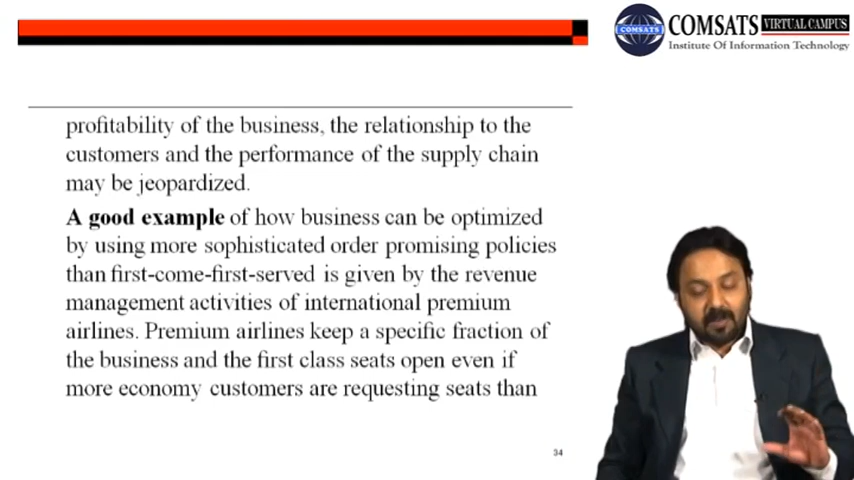 COMSATS VIRTUAL CAMPUS
COMSATS
Institute Of Information Technology
profitability of the business, the relationship to the
customers and the performance of the supply chain
may be jeopardized.
A good example of how business can be optimized
by using more sophisticated order promising policies
than first-come-first-served is given by the revenue
management activities of international premium
airlines. Premium airlines keep a specific fraction of
the business and the first class seats open even if
more economy customers are requesting seats than
34